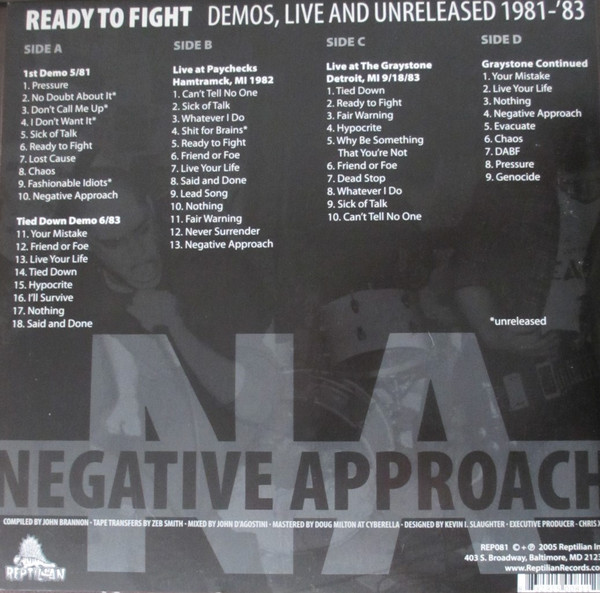 READY TO FIGHT DEMOS, LIVE AND UNRELEASED 1981-'83
SIDE A
1st Demo 5/81
1. Pressure
2. No Doubt About It*
3. Don't Call Me Up*
4. I Don't Want It*
5. Sick of Talk
6. Ready to Fight
7. Lost Cause
8. Chaos
9. Fashionable Idiots*
10. Negative Approach
Tied Down Demo 6/83
11. Your Mistake
12. Friend or Foe
13. Live Your Life
14. Tied Down
15. Hypocrite
16. I'll Survive
17. Nothing
18. Said and Done
SIDE B
Live at Paychecks
Hamtramck, MI 1982
1. Can't Tell No One
2. Sick of Talk
3. Whatever I Do
4. Shit for Brains*
5. Ready to Fight
6. Friend or Foe
7. Live Your Life
8. Said and Done
9. Lead Song
10. Nothing
11. Fair Warning
12. Never Surrender
13. Negative Approach
SIDE C
Live at The Graystone
Detroit, MI 9/18/83
1. Tied Down
2. Ready to Fight
3. Fair Warning
4. Hypocrite
5. Why Be Something
That You're Not
6. Friend or Foe
7. Dead Stop
8. Whatever I Do
9. Sick of Talk
10. Can't Tell No One
SIDE D
Graystone Continued
1. Your Mistake
2. Live Your Life
3. Nothing
4. Negative Approach
5. Evacuate
6. Chaos
7. DABF
8. Pressure
9. Genocide
*unreleased
NA
NEGATIVE APPROACH
COMPILED BY JOHN BRANNON • TAPE TRANSFERS BY ZEB SMITH • MIXED BY JOHN D'AGOSTINI • MASTERED BY DOUG MILTON AT CYBERELLA • DESIGNED BY KEVIN I. SLAUGHTER • EXECUTIVE PRODUCER • CHRIS X
REPTILIAN
REP081 © + ℗ 2005 Reptilian In
403 S. Broadway, Baltimore, MD 2123
www.ReptilianRecords.co